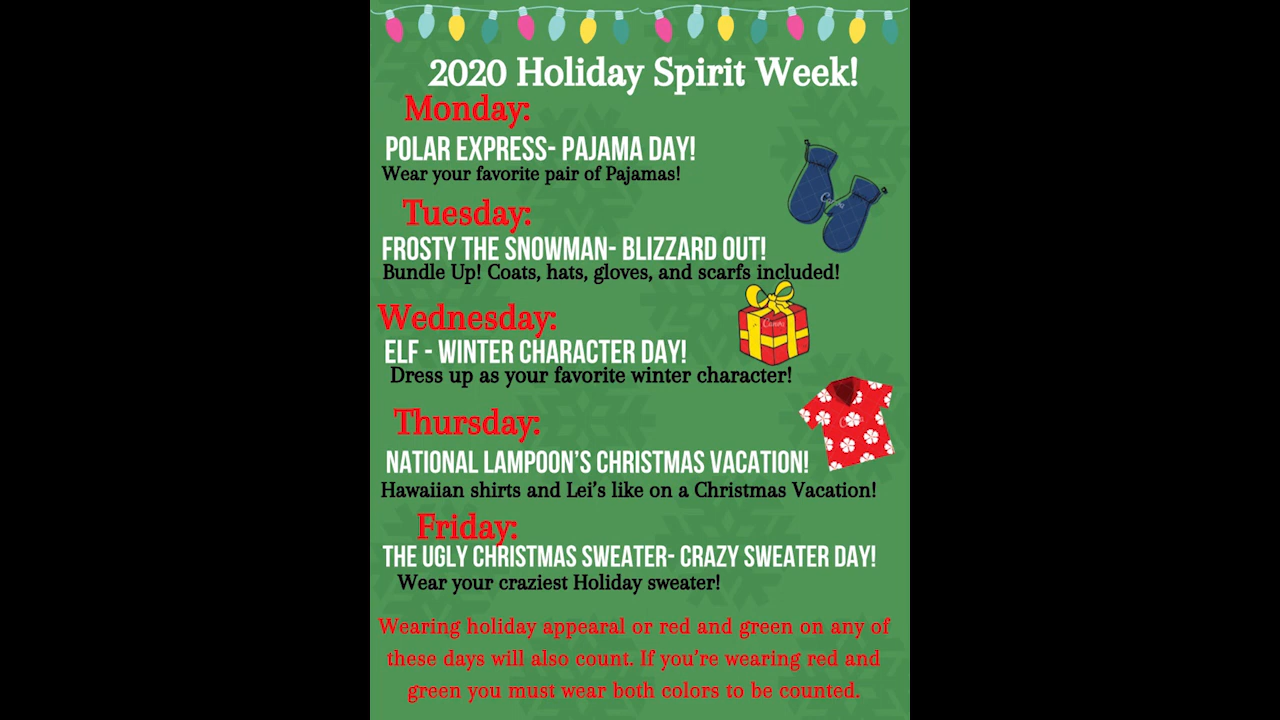 2020 Holiday Spirit Week!
Monday:
POLAR EXPRESS- PAJAMA DAY!
Wear your favorite pair of Pajamas!
Tuesday:
FROSTY THE SNOWMAN- BLIZZARD OUT!
Bundle Up! Coats, hats, gloves, and scarfs included!
Wednesday:
ELF - WINTER CHARACTER DAY!
Dress up as your favorite winter character!
Thursday:
NATIONAL LAMPOON'S CHRISTMAS VACATION!
Hawaiian shirts and Lei's like on a Christmas Vacation!
Friday:
THE UGLY CHRISTMAS SWEATER- CRAZY SWEATER DAY!
Wear your craziest Holiday sweater!
Wearing holiday appearal or red and green on any of
these days will also count. If you're wearing red and
green you must wear both colors to be counted.
Canva
Canva